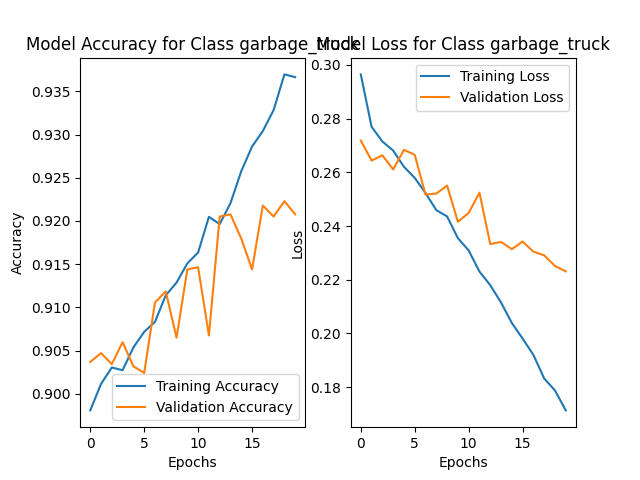 Model Accuracy for Class garbage_truck
Accuracy
0.935
0.930
0.925
0.920
0.915
0.910
0.905
0.900
Training Accuracy
Validation Accuracy
0
5
10
15
Epochs
Model Loss for Class garbage_truck
Loss
0.30
0.28
0.26
0.24
0.22
0.20
0.18
Training Loss
Validation Loss
0
5
10
15
Epochs